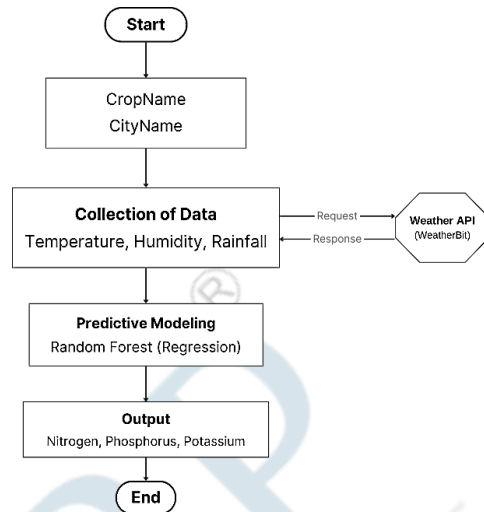 Start
CropName
CityName
Collection of Data
Temperature, Humidity, Rainfall
Request
Response
Weather API
(WeatherBit)
®
Predictive Modeling
Random Forest (Regression)
Output
Nitrogen, Phosphorus, Potassium
End